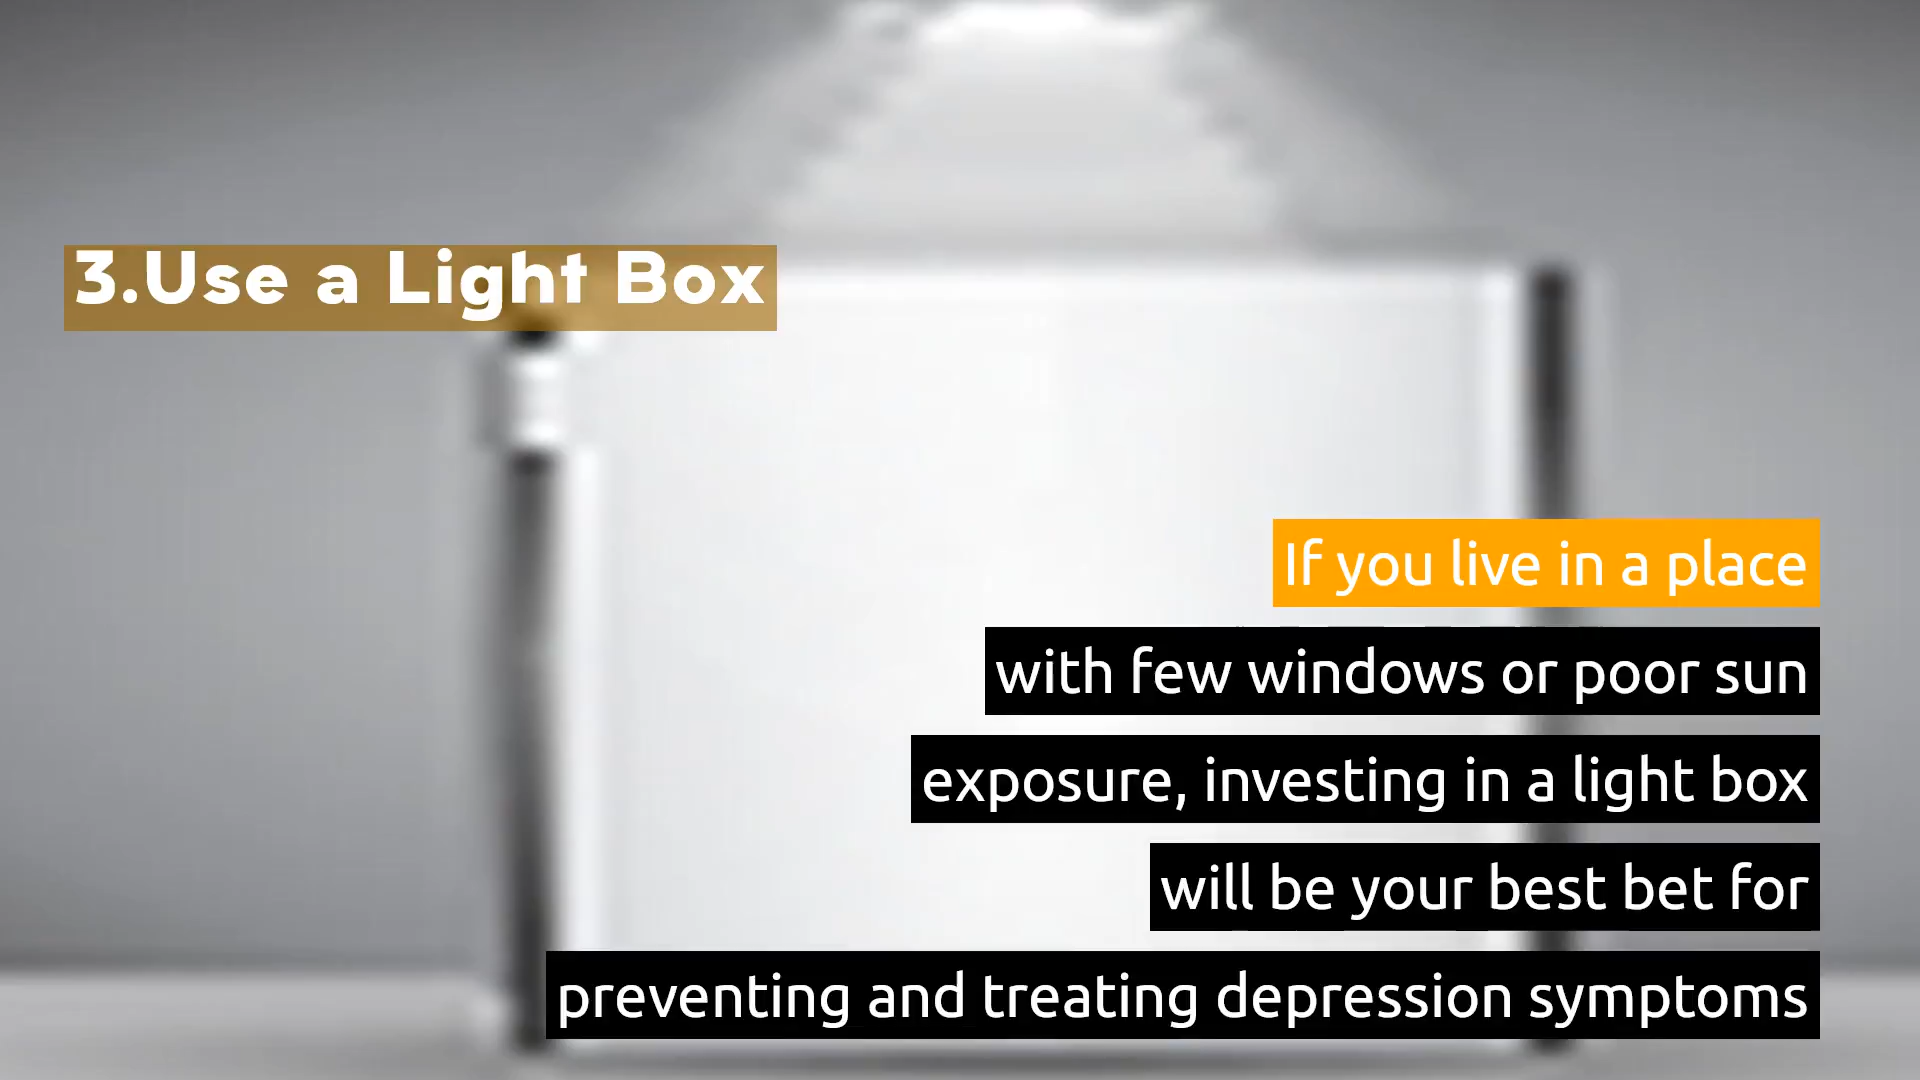 3.Use a Light Box
If you live in a place
with few windows or poor sun
exposure, investing in a light box
will be your best bet for
preventing and treating depression symptoms